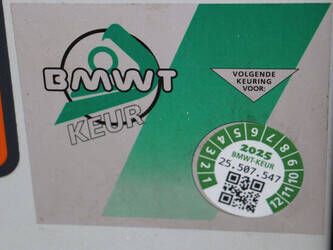 BMWT
KEUR
VOLGENDE
KEURING
VOOR:
1 2 3 4 5 6 7 8 9 10 11 12
2025
BMWT-KEUR
25.507.547